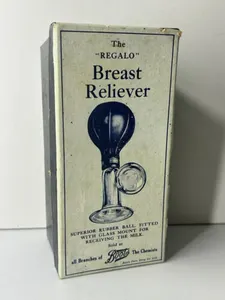 The
"REGALO"
Breast
Reliever
SUPERIOR RUBBER BALL, FITTED
WITH GLASS MOUNT FOR
RECEIVING THE MILK.
Sold at
all Branches of Boots The Chemists